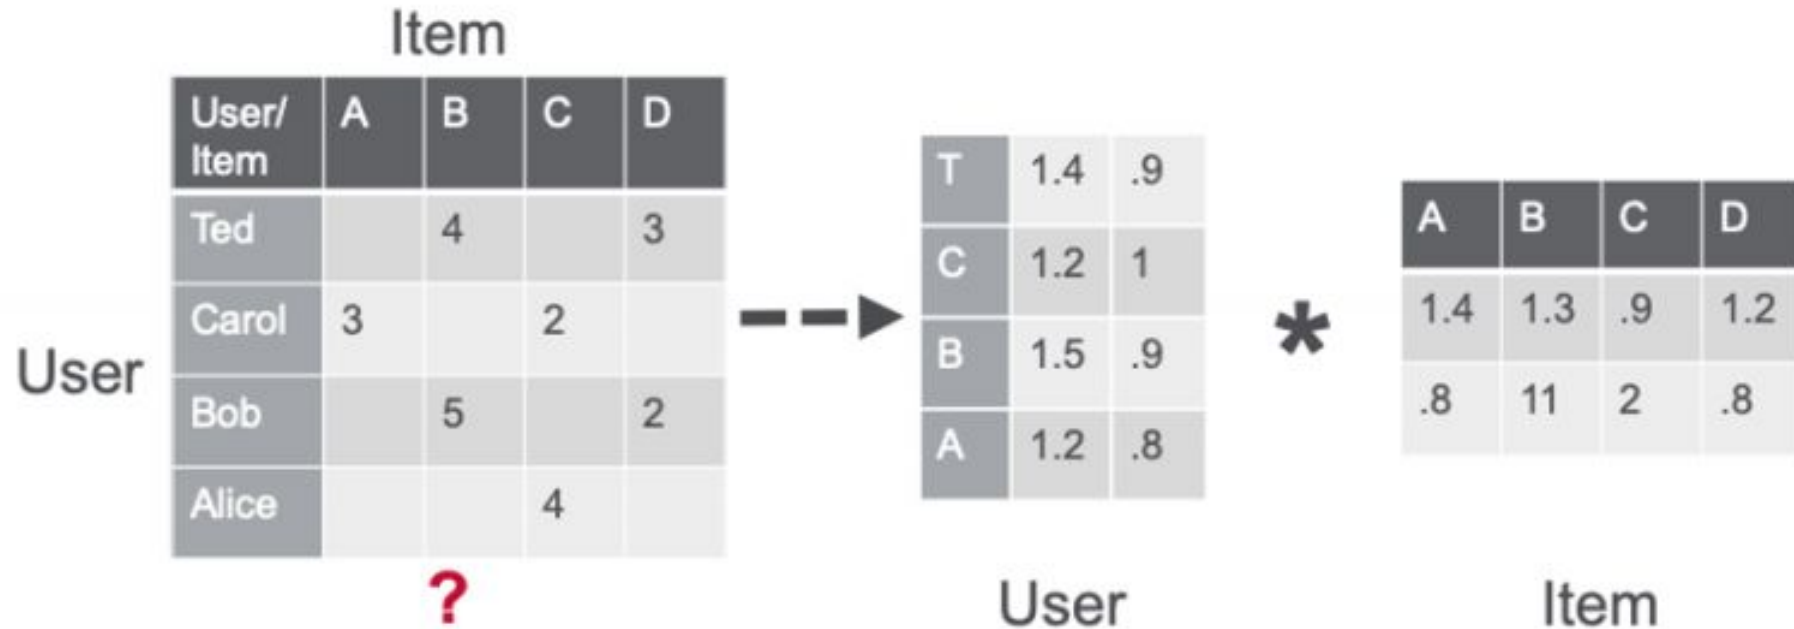 Item
User/ Item A B C D
Ted 4 3
Carol 3 2
Bob 5 2
Alice 4
?
User
T 1.4 .9
C 1.2 1
B 1.5 .9
A 1.2 .8
User
*
A B C D
1.4 1.3 .9 1.2
.8 11 2 .8
Item